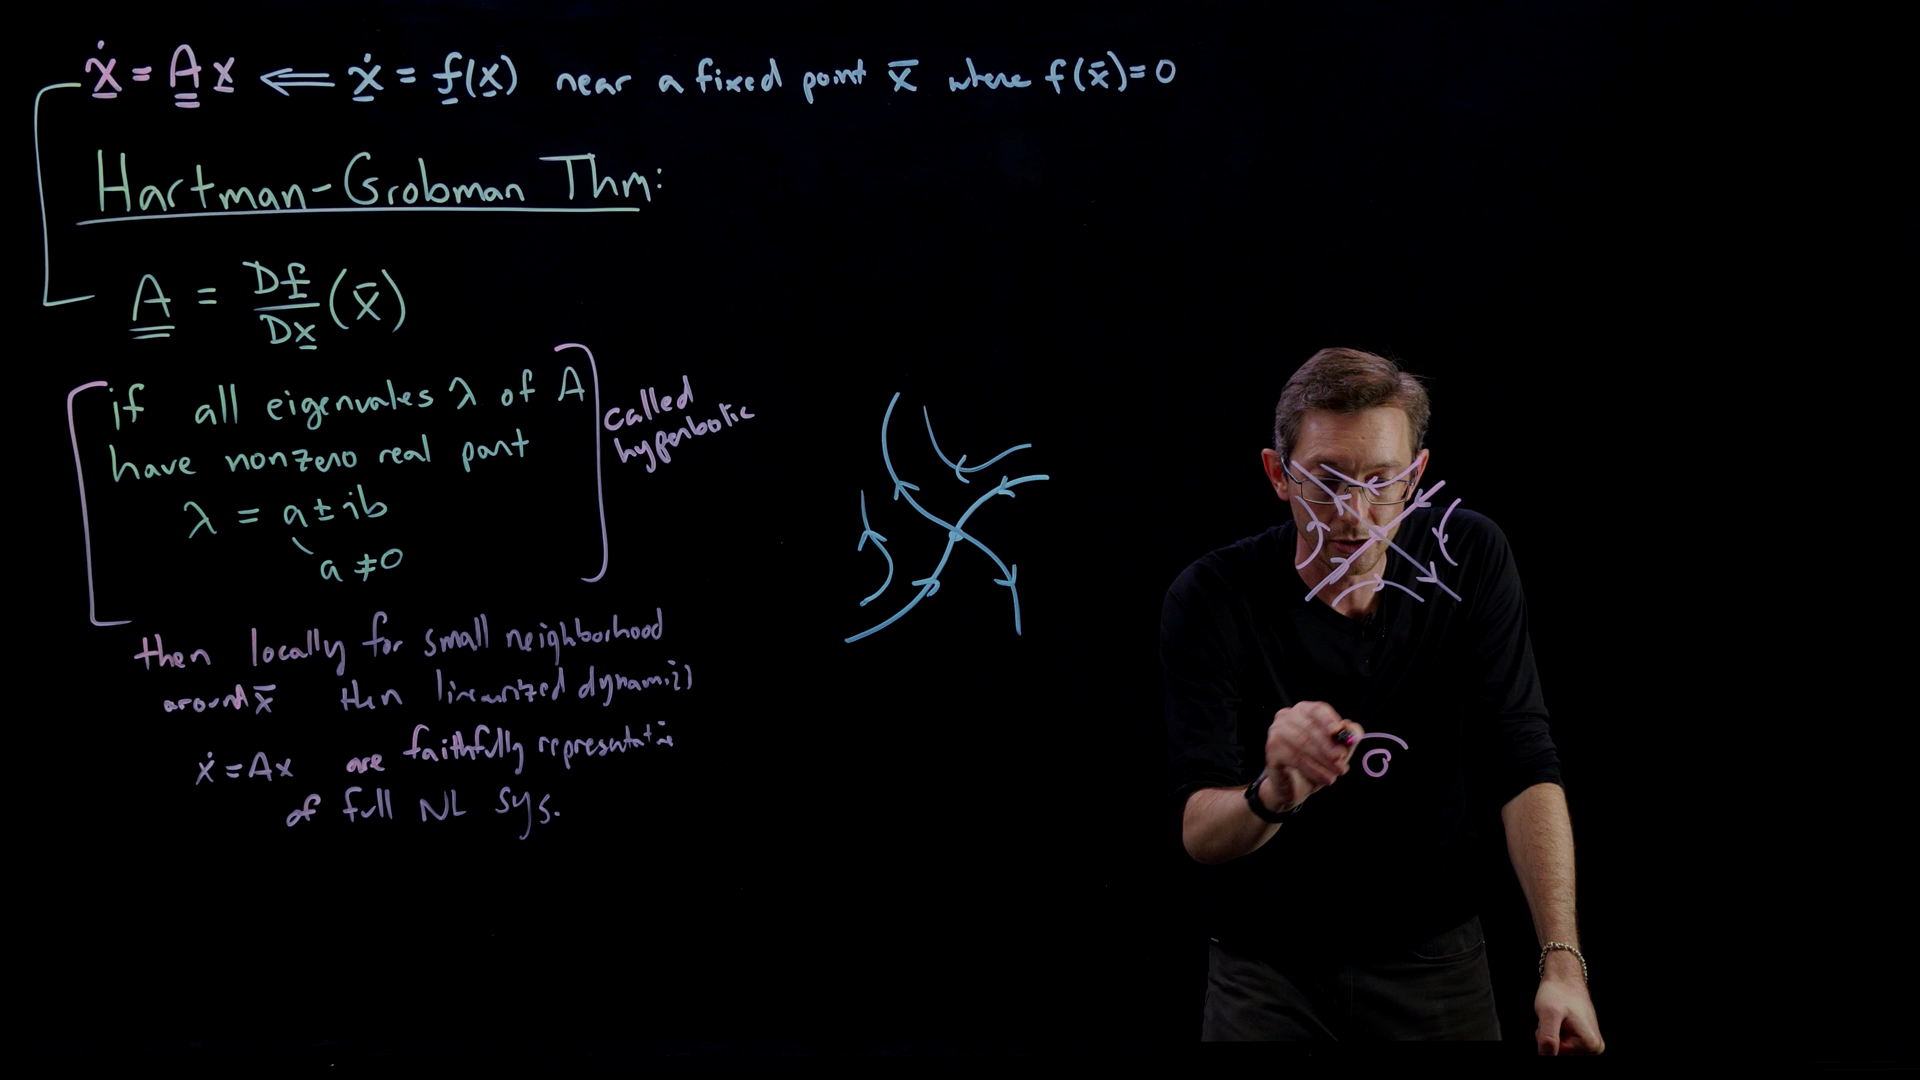 ẋ = A x ⟸ ẋ = f(x) near a fixed point x̄ where f(x̄)=0
Hartman-Grobman Thm:
A = Df/Dx (x̄)
if all eigenvales λ of A
have nonzero real part
λ = a ± ib
a ≠ 0
called
hyperbolic
then locally for small neighborhood
around x̄ then linearized dynamics
ẋ = Ax are faithfully representative
of full NL sys.